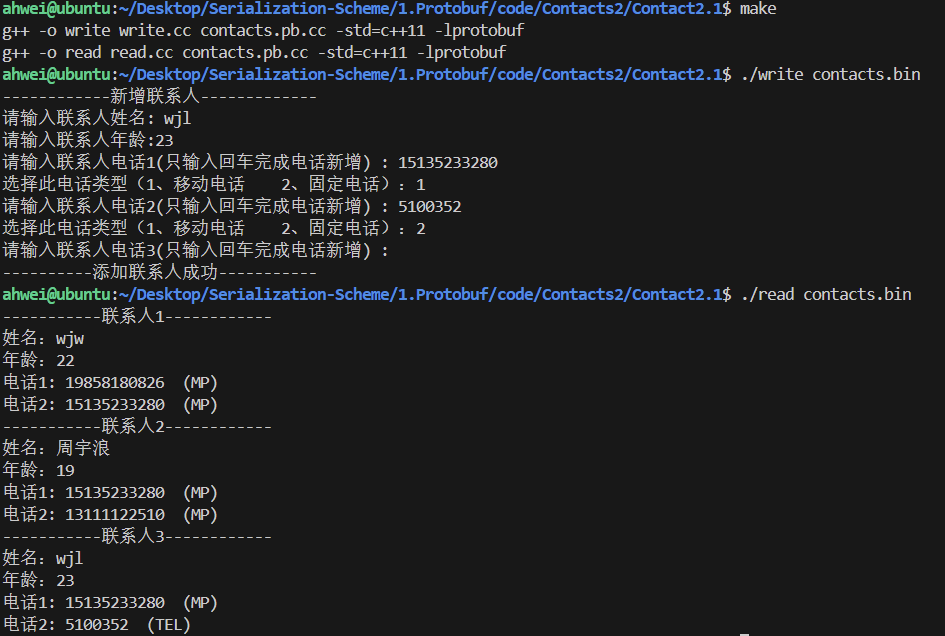 ahwei@ubuntu:~/Desktop/Serialization-Scheme/1.Protobuf/code/Contacts2/Contact2.1$ make
g++ -o write write.cc contacts.pb.cc -std=c++11 -lprotobuf
g++ -o read read.cc contacts.pb.cc -std=c++11 -lprotobuf
ahwei@ubuntu:~/Desktop/Serialization-Scheme/1.Protobuf/code/Contacts2/Contact2.1$ ./write contacts.bin
------------新增联系人-------------
请输入联系人姓名: wjl
请输入联系人年龄:23
请输入联系人电话1(只输入回车完成电话新增) : 15135233280
选择此电话类型（1、移动电话    2、固定电话）: 1
请输入联系人电话2(只输入回车完成电话新增) : 5100352
选择此电话类型（1、移动电话    2、固定电话）: 2
请输入联系人电话3(只输入回车完成电话新增) :
----------添加联系人成功-----------
ahwei@ubuntu:~/Desktop/Serialization-Scheme/1.Protobuf/code/Contacts2/Contact2.1$ ./read contacts.bin
-----------联系人1------------
姓名: wjw
年龄: 22
电话1: 19858180826  (MP)
电话2: 15135233280  (MP)
-----------联系人2------------
姓名: 周宇浪
年龄: 19
电话1: 15135233280  (MP)
电话2: 13111122510  (MP)
-----------联系人3------------
姓名: wjl
年龄: 23
电话1: 15135233280  (MP)
电话2: 5100352  (TEL)